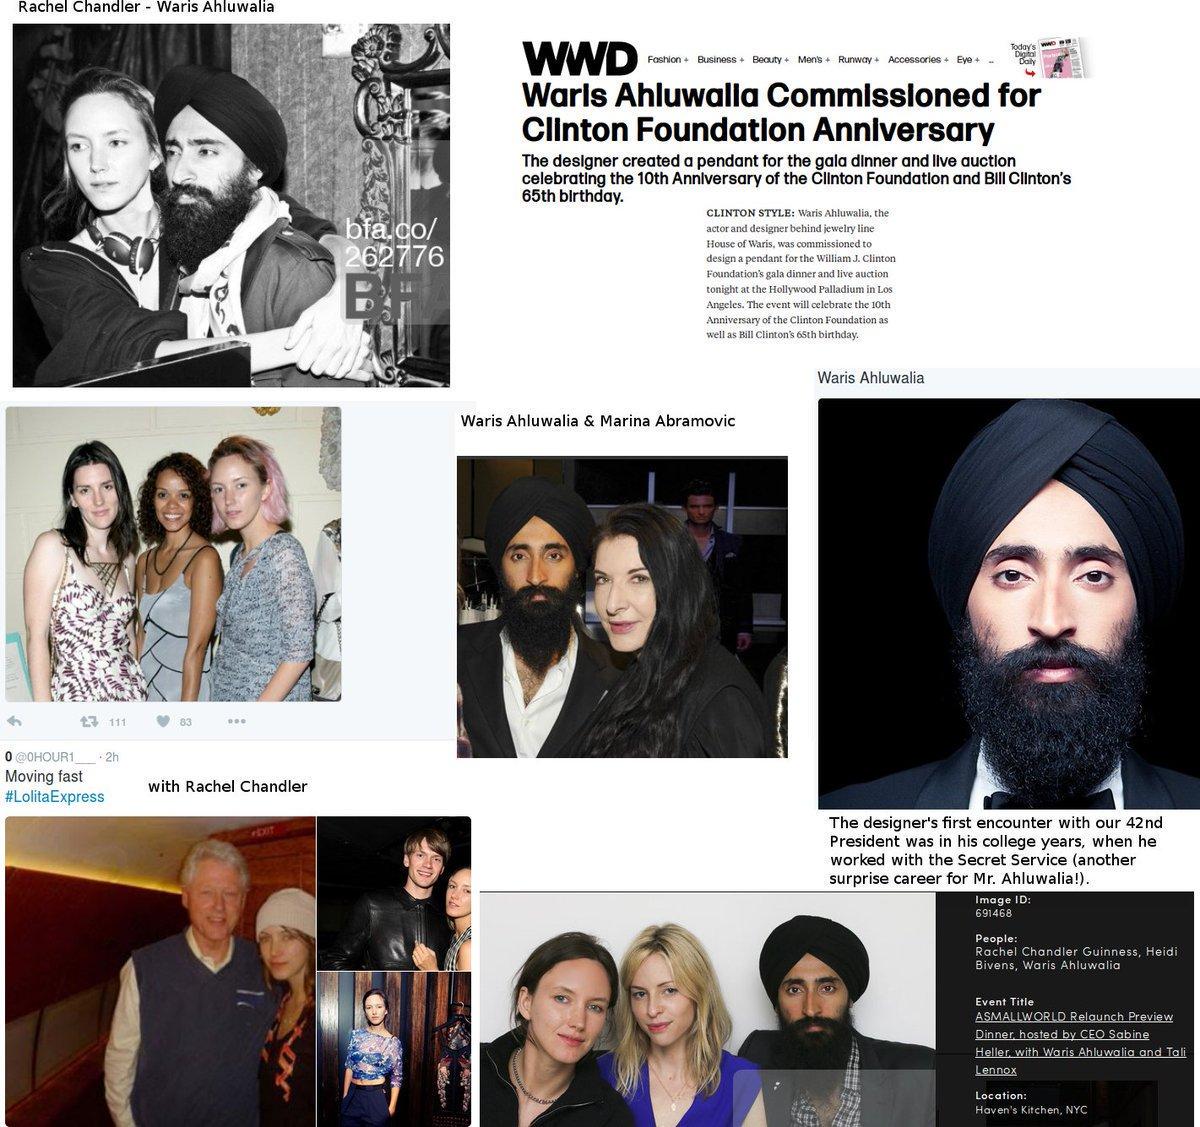 Rachel Chandler - Waris Ahluwalia
bfa.co/
262776
BFA
WWD
Fashion + Business + Beauty + Men's + Runway + Accessories + Eye + ...
Today's
Digital
Daily
Waris Ahluwalia Commissioned for
Clinton Foundation Anniversary
The designer created a pendant for the gala dinner and live auction
celebrating the 10th Anniversary of the Clinton Foundation and Bill Clinton's
65th birthday.
CLINTON STYLE: Waris Ahluwalia, the
actor and designer behind jewelry line
House of Waris, was commissioned to
design a pendant for the William J. Clinton
Foundation's gala dinner and live auction
tonight at the Hollywood Palladium in Los
Angeles. The event will celebrate the 10th
Anniversary of the Clinton Foundation as
well as Bill Clinton's 65th birthday.
Waris Ahluwalia
Waris Ahluwalia & Marina Abramovic
111
83
0 @0HOUR1___ · 2h
Moving fast
#LolitaExpress
with Rachel Chandler
EXIT
The designer's first encounter with our 42nd
President was in his college years, when he
worked with the Secret Service (another
surprise career for Mr. Ahluwalia!).
Image ID:
691468
People:
Rachel Chandler Guinness, Heidi
Bivens, Waris Ahluwalia
Event Title
ASMALLWORLD Relaunch Preview
Dinner, hosted by CEO Sabine
Heller, with Waris Ahluwalia and Tali
Lennox
Location:
Haven's Kitchen, NYC